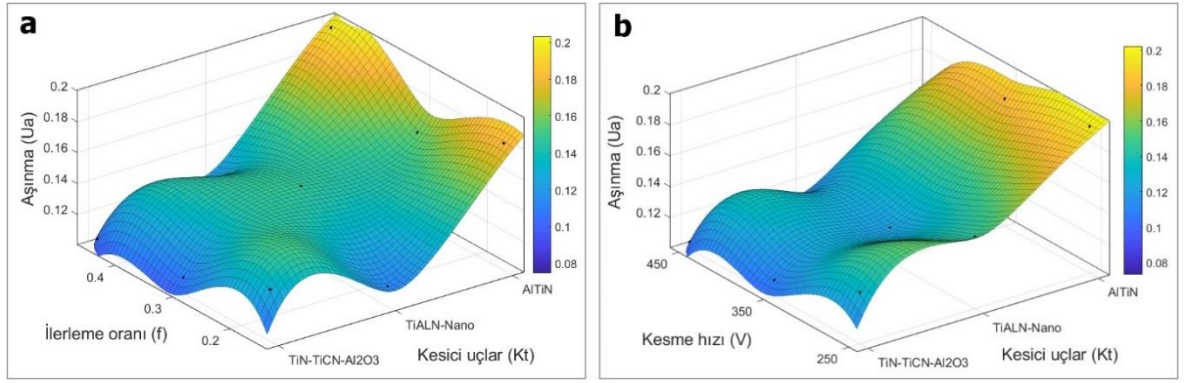 a
0.2
0.18
0.16
0.14
0.12
Aşınma (Ua)
0.4
0.3
0.2
İlerleme oranı (f)
TiN-TiCN-Al2O3
TiALN-Nano
AlTiN
Kesici uçlar (Kt)
0.2
0.18
0.16
0.14
0.12
0.1
0.08
b
0.2
0.18
0.16
0.14
0.12
Aşınma (Ua)
450
350
250
Kesme hızı (V)
TiN-TiCN-Al2O3
TiALN-Nano
AlTiN
Kesici uçlar (Kt)
0.2
0.18
0.16
0.14
0.12
0.1
0.08